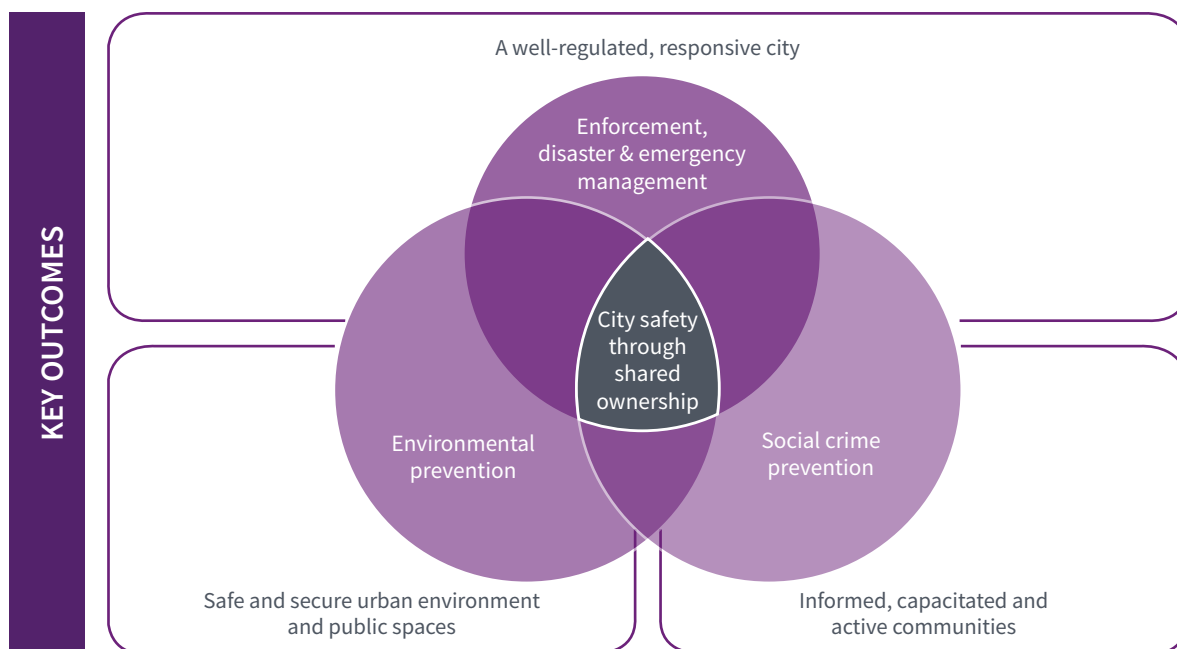 KEY OUTCOMES
A well-regulated, responsive city
Enforcement,
disaster & emergency
management
City safety
through
shared
ownership
Environmental
prevention
Social crime
prevention
Safe and secure urban environment
and public spaces
Informed, capacitated and
active communities